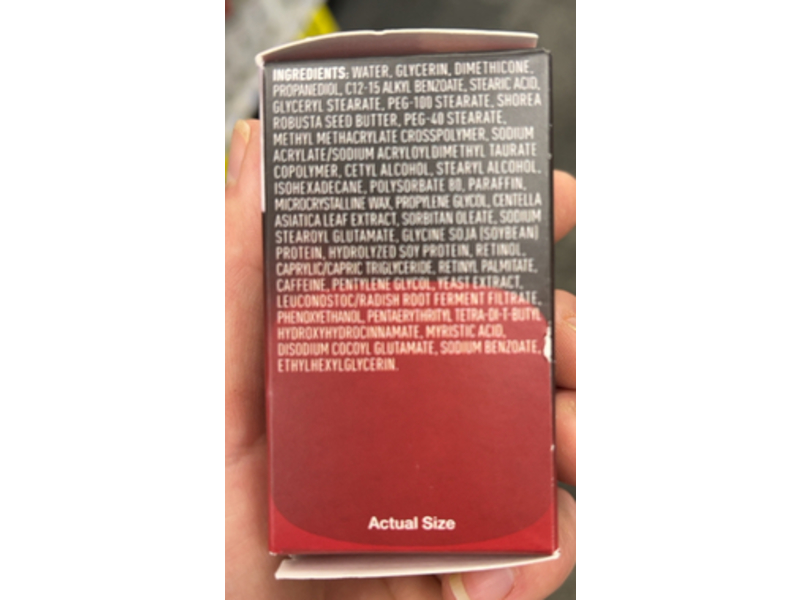 INGREDIENTS: WATER, GLYCERIN, DIMETHICONE,
PROPANEDIOL, C12-15 ALKYL BENZOATE, STEARIC ACID,
GLYCERYL STEARATE, PEG-100 STEARATE, SHOREA
ROBUSTA SEED BUTTER, PEG-40 STEARATE,
METHYL METHACRYLATE CROSSPOLYMER, SODIUM
ACRYLATE/SODIUM ACRYLOYLDIMETHYL TAURATE
COPOLYMER, CETYL ALCOHOL, STEARYL ALCOHOL,
ISOHEXADECANE, POLYSORBATE 80, PARAFFIN,
MICROCRYSTALLINE WAX, PROPYLENE GLYCOL, CENTELLA
ASIATICA LEAF EXTRACT, SORBITAN OLEATE, SODIUM
STEAROYL GLUTAMATE, GLYCINE SOJA (SOYBEAN)
PROTEIN, HYDROLYZED SOY PROTEIN, RETINOL,
CAPRYLIC/CAPRIC TRIGLYCERIDE, RETINYL PALMITATE,
CAFFEINE, PENTYLENE GLYCOL, YEAST EXTRACT,
LEUCONOSTOC/RADISH ROOT FERMENT FILTRATE,
PHENOXYETHANOL, PENTAERYTHRITYL TETRA-DI-T-BUTYL
HYDROXYHYDROCINNAMATE, MYRISTIC ACID,
DISODIUM COCOYL GLUTAMATE, SODIUM BENZOATE,
ETHYLHEXYLGLYCERIN.
Actual Size